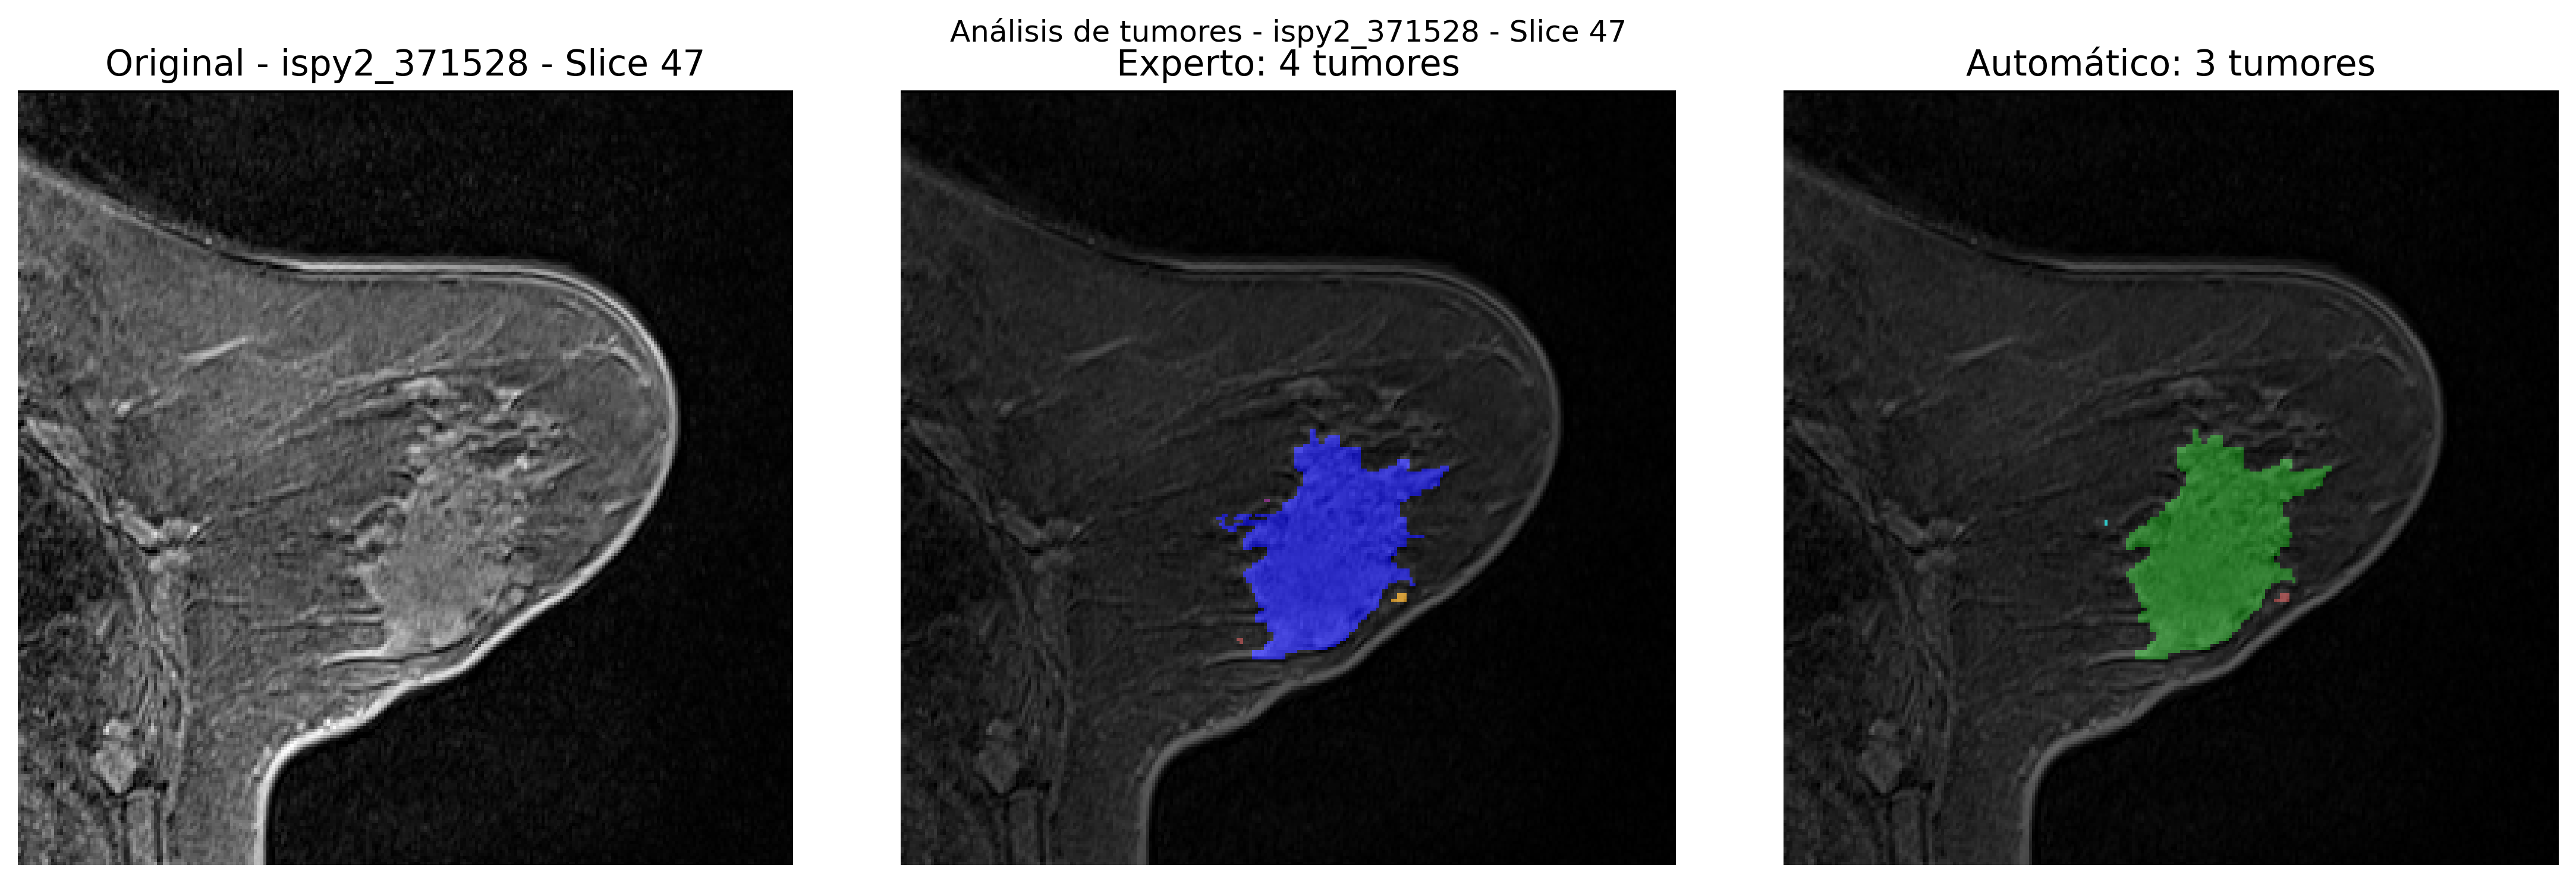 Análisis de tumores - ispy2_371528 - Slice 47
Original - ispy2_371528 - Slice 47
Experto: 4 tumores
Automático: 3 tumores